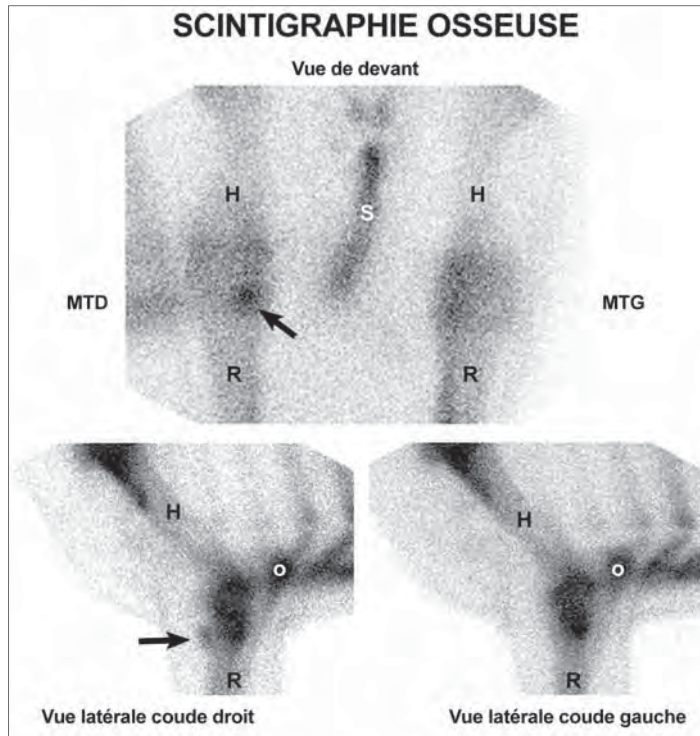 SCINTIGRAPHIE OSSEUSE
Vue de devant
H
H
S
MTD
MTG
R
R
H
H
o
o
R
R
Vue latérale coude droit
Vue latérale coude gauche